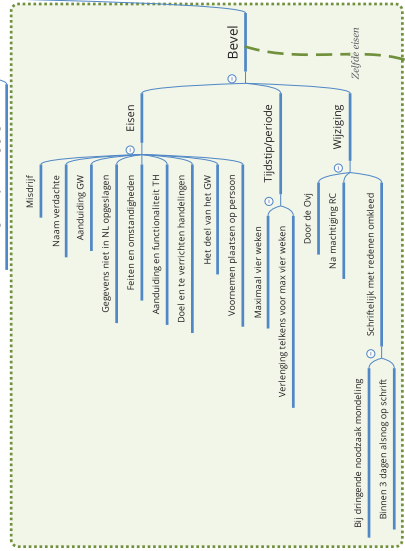 Bevel
Zelfde eisen
Eisen
Misdrijf
Naam verdachte
Aanduiding GW
Gegevens niet in NL opgeslagen
Feiten en omstandigheden
Aanduiding en functionaliteit TH
Doel en te verrichten handelingen
Het deel van het GW
Voornemen plaatsen op persoon
Tijdstip/periode
Maximaal vier weken
Verlenging telkens voor max vier weken
Wijziging
Door de OvJ
Na machtiging RC
Schriftelijk met redenen omkleed
Bij dringende noodzaak mondeling
Binnen 3 dagen alsnog op schrift